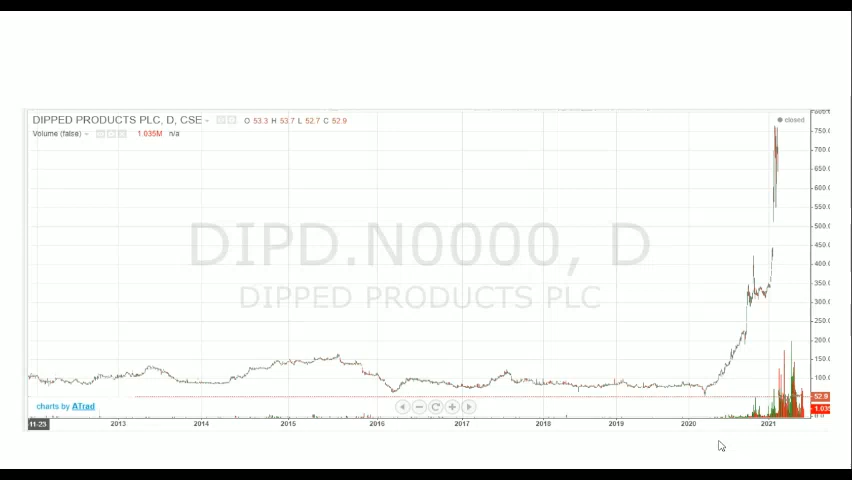 DIPPED PRODUCTS PLC, D, CSE O 53.3 H 53.7 L 52.7 C 52.9
Volume (false) 1.035M n/a
closed
750.0
700.0
650.0
600.0
550.0
500.0
450.0
400.0
350.0
300.0
250.0
200.0
150.0
100.0
52.9
1.035
DIPD.N0000, D
DIPPED PRODUCTS PLC
charts by ATrad
11-23 2013 2014 2015 2016 2017 2018 2019 2020 2021